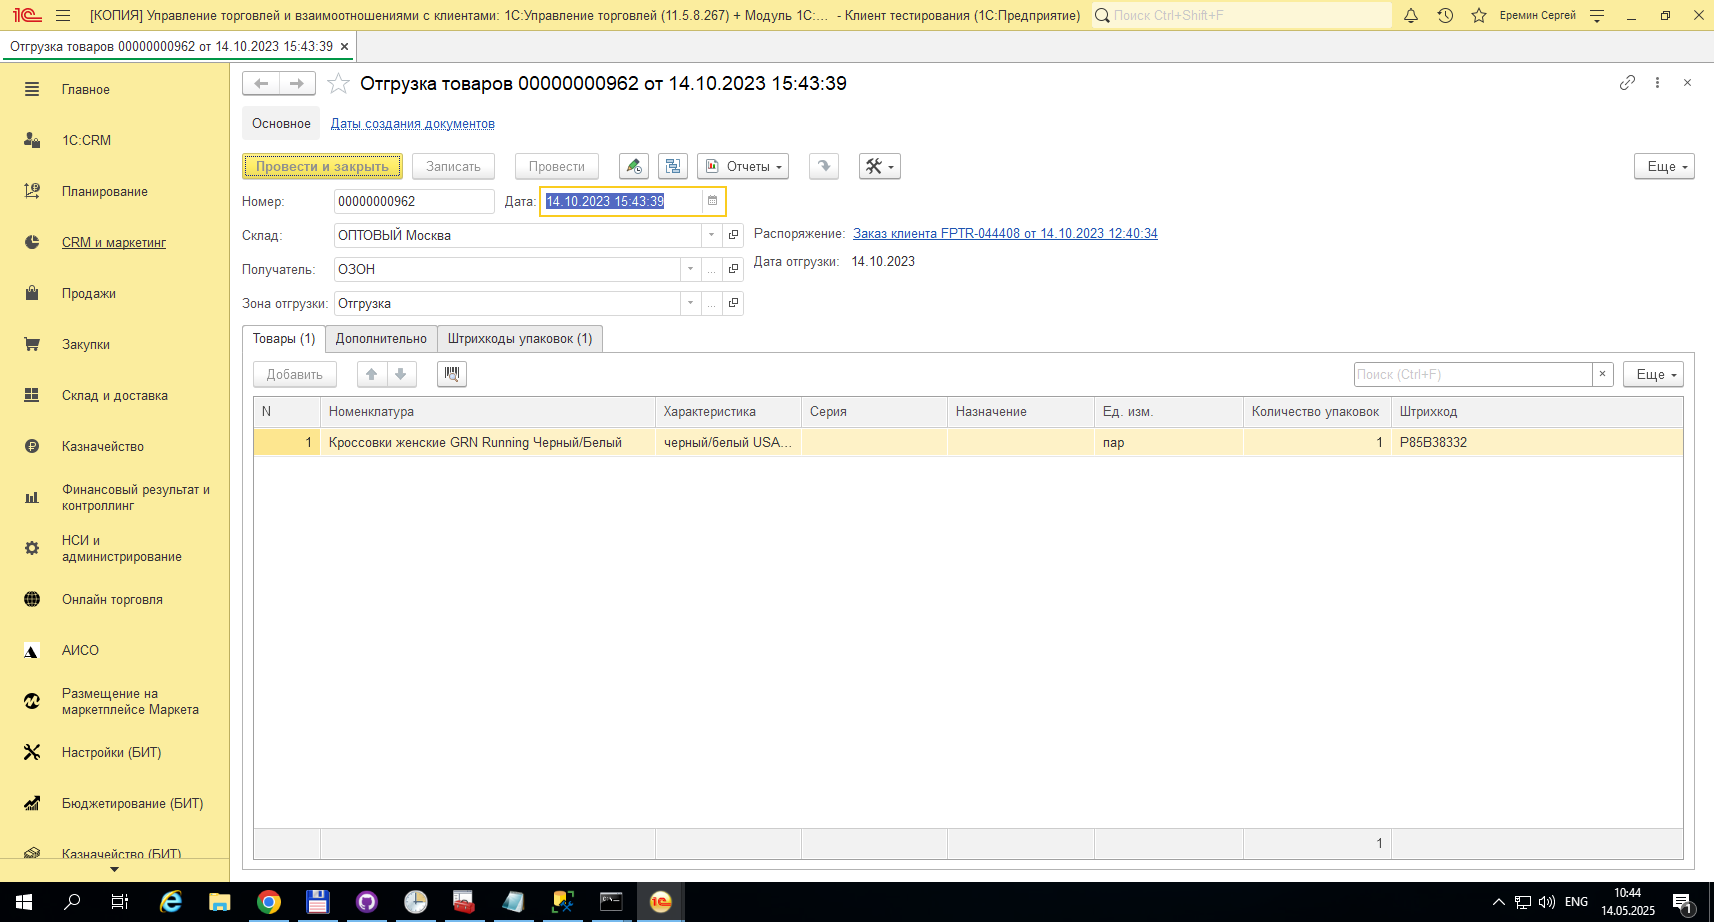 [КОПИЯ] Управление торговлей и взаимоотношениями с клиентами: 1С:Управление торговлей (11.5.8.267) + Модуль 1С:... - Клиент тестирования (1С:Предприятие)
Поиск Ctrl+Shift+F
Еремин Сергей
Отгрузка товаров 00000000962 от 14.10.2023 15:43:39
Главное
1С:CRM
Планирование
CRM и маркетинг
Продажи
Закупки
Склад и доставка
Казначейство
Финансовый результат и
контроллинг
НСИ и
администрирование
Онлайн торговля
АИСО
Размещение на
маркетплейсе Маркета
Настройки (БИТ)
Бюджетирование (БИТ)
Казначейство (БИТ)
Отгрузка товаров 00000000962 от 14.10.2023 15:43:39
Основное Даты создания документов
Провести и закрыть Записать Провести Отчеты Еще
Номер: 00000000962 Дата: 14.10.2023 15:43:39
Склад: ОПТОВЫЙ Москва Распоряжение: Заказ клиента FPTR-044408 от 14.10.2023 12:40:34
Получатель: ОЗОН Дата отгрузки: 14.10.2023
Зона отгрузки: Отгрузка
Товары (1) Дополнительно Штрихкоды упаковок (1)
Добавить Поиск (Ctrl+F) Еще
N Номенклатура Характеристика Серия Назначение Ед. изм. Количество упаковок Штрихкод
1 Кроссовки женские GRN Running Черный/Белый черный/белый USA... пар 1 P85B38332
1
ENG
10:44
14.05.2025
1